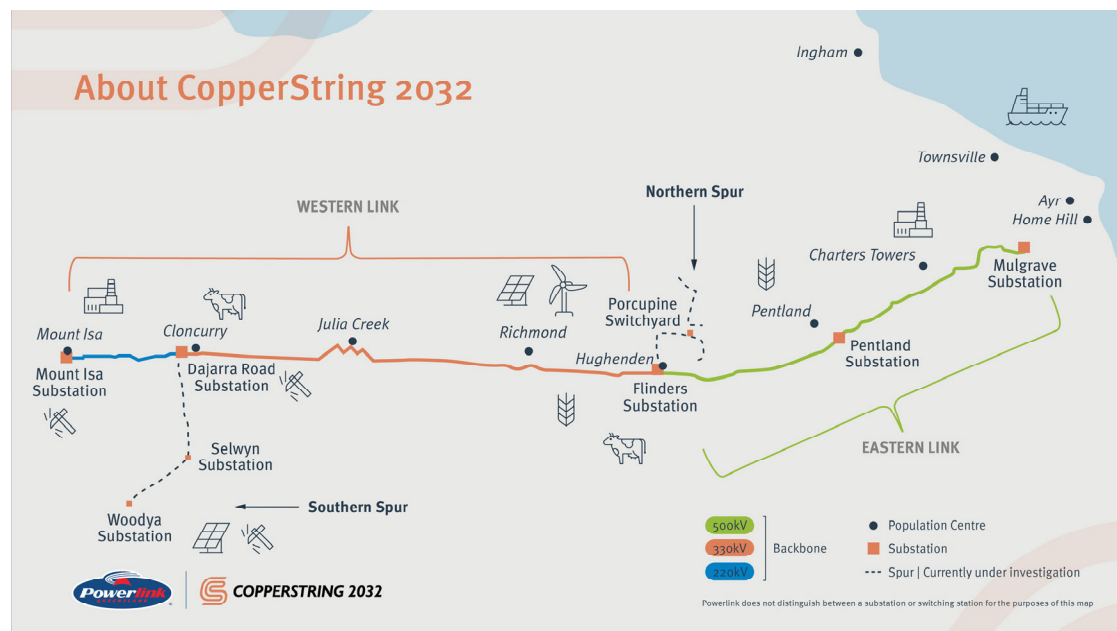 About CopperString 2032
Ingham
Townsville
Ayr
Home Hill
Northern Spur
WESTERN LINK
Charters Towers
Mulgrave
Substation
Porcupine
Switchyard
Pentland
Mount Isa
Cloncurry
Julia Creek
Richmond
Hughenden
Mount Isa
Substation
Dajarra Road
Substation
Flinders
Substation
Pentland
Substation
EASTERN LINK
Selwyn
Substation
Woodya
Substation
Southern Spur
500kV
330kV
220kV
Backbone
Population Centre
Substation
Spur | Currently under investigation
Powerlink does not distinguish between a substation or switching station for the purposes of this map
Powerlink
QUEENSLAND
COPPERSTRING 2032